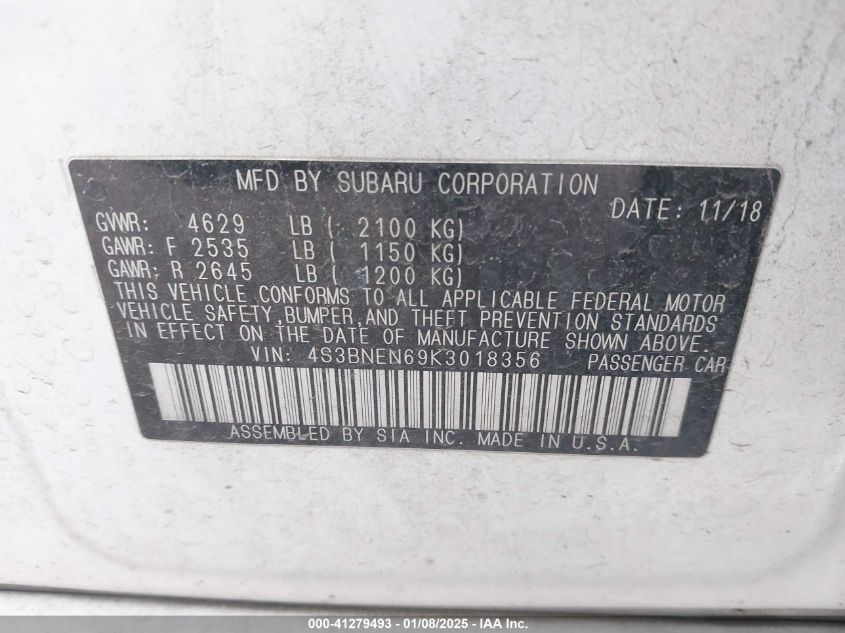 MFD BY SUBARU CORPORATION
DATE: 11/18
GVWR: 4629 LB ( 2100 KG)
GAWR: F 2535 LB ( 1150 KG)
GAWR: R 2645 LB ( 1200 KG)
THIS VEHICLE CONFORMS TO ALL APPLICABLE FEDERAL MOTOR
VEHICLE SAFETY,BUMPER,AND THEFT PREVENTION STANDARDS
IN EFFECT ON THE DATE OF MANUFACTURE SHOWN ABOVE.
VIN: 4S3BNEN69K3018356 PASSENGER CAR
ASSEMBLED BY SIA INC. MADE IN U.S.A.
000-41279493 - 01/08/2025 - IAA Inc.